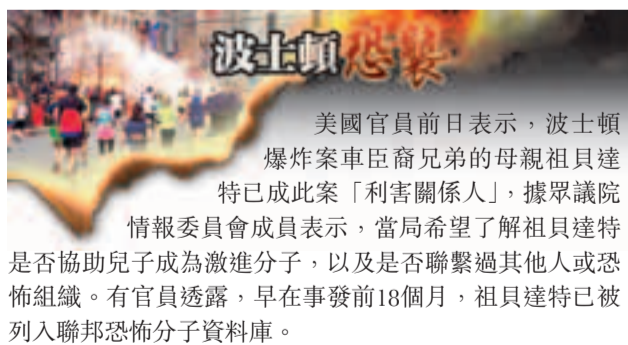 波士頓恐襲
美國官員前日表示，波士頓
爆炸案車臣裔兄弟的母親祖貝達
特已成此案「利害關係人」，據眾議院
情報委員會成員表示，當局希望了解祖貝達特
是否協助兒子成為激進分子，以及是否聯繫過其他人或恐
怖組織。有官員透露，早在事發前18個月，祖貝達特已被
列入聯邦恐怖分子資料庫。